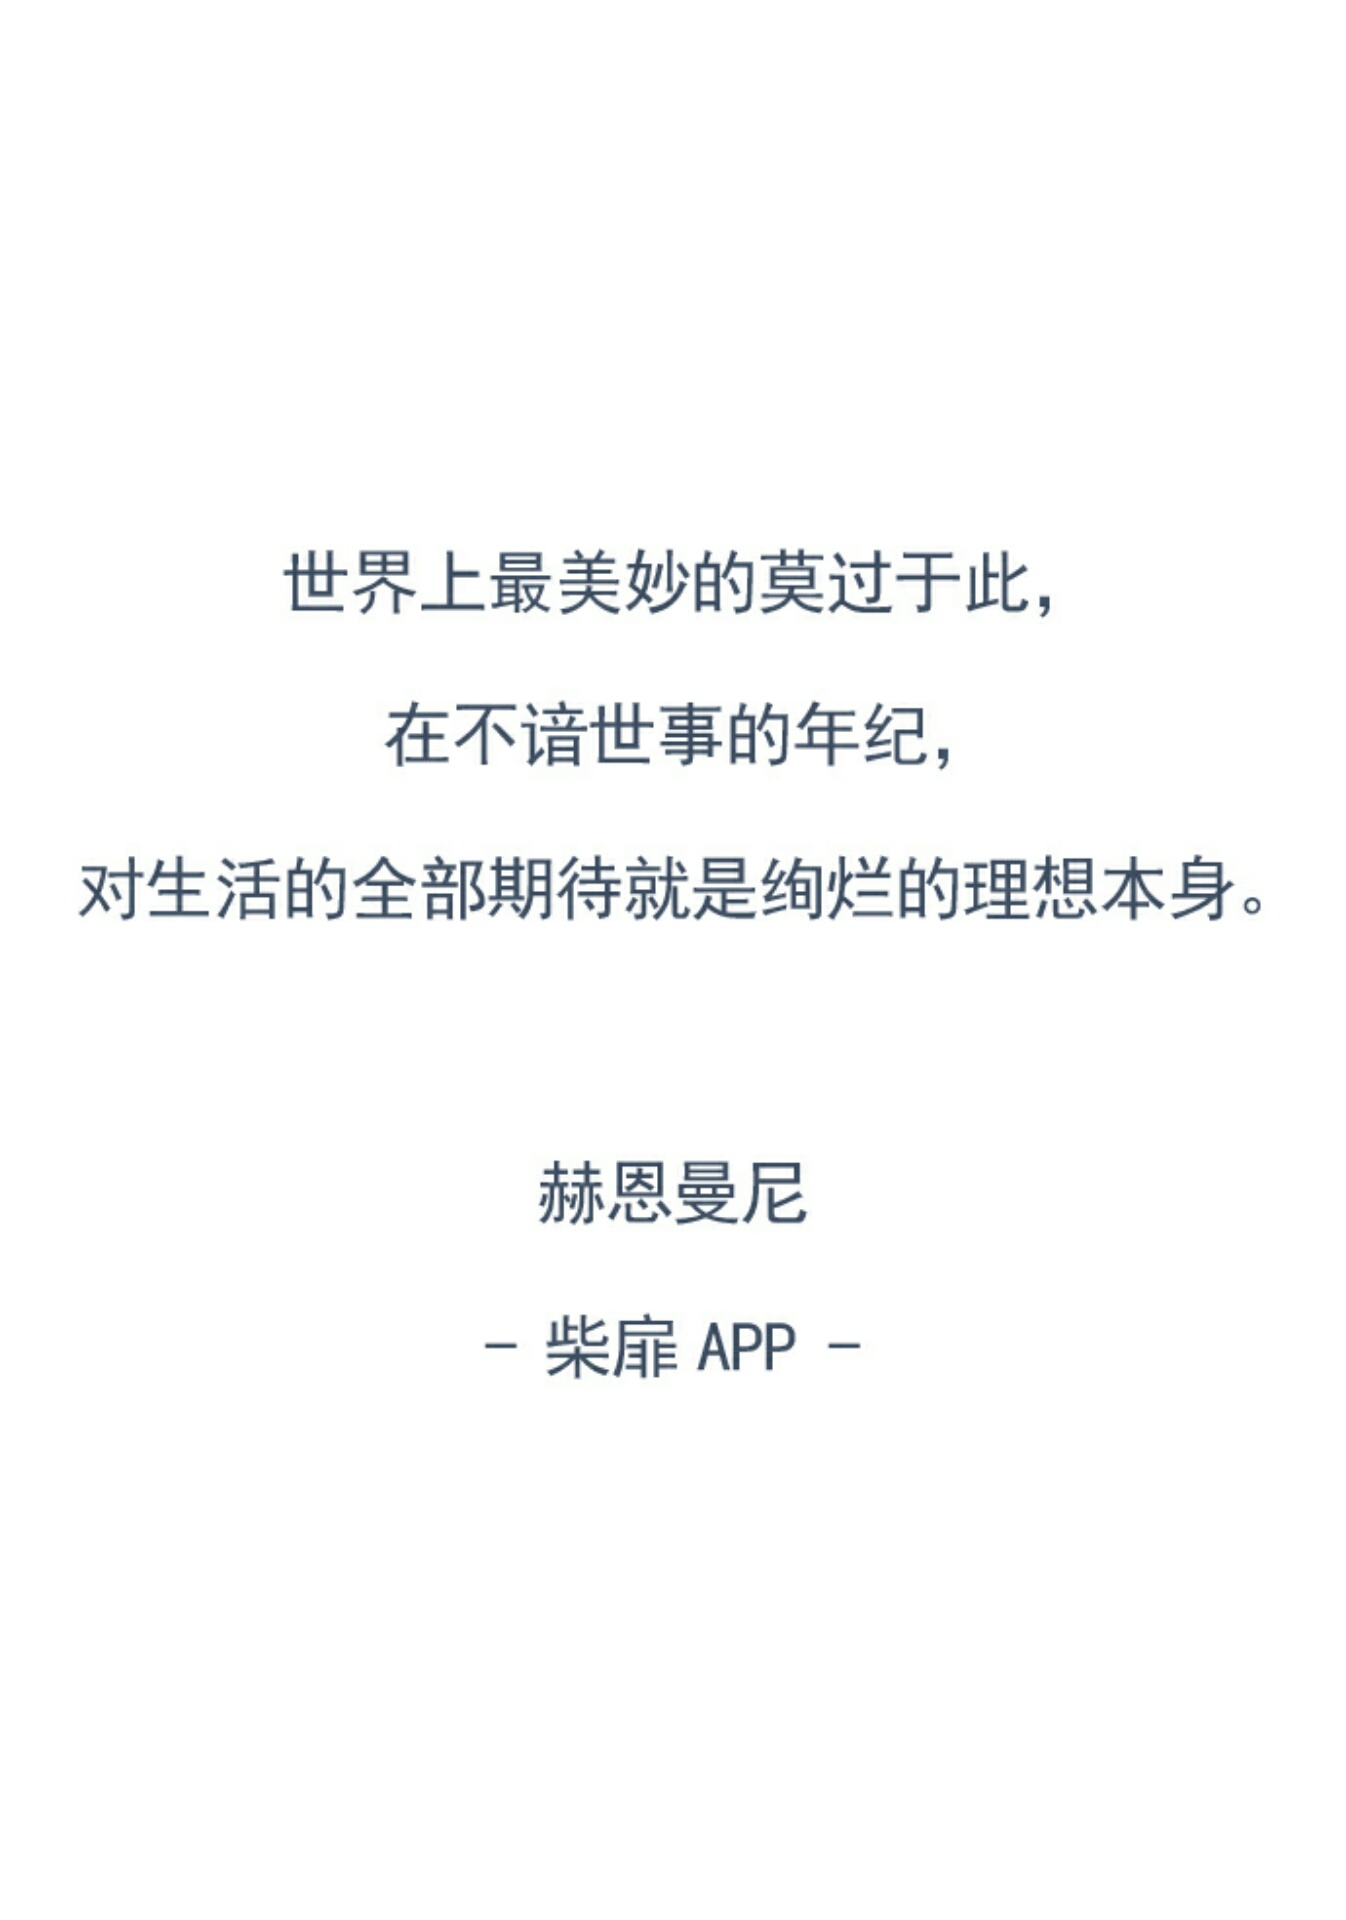 世界上最美妙的莫过于此，
在不谙世事的年纪，
对生活的全部期待就是绚烂的理想本身。
赫恩曼尼
- 柴扉 APP -